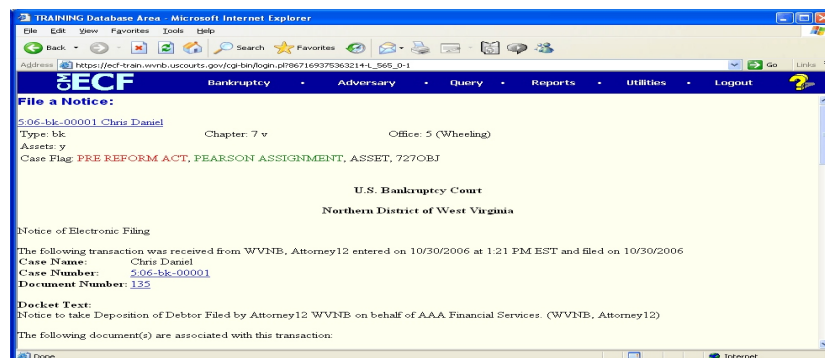 TRAINING Database Area - Microsoft Internet Explorer
File Edit View Favorites Tools Help
Back Search Favorites
Address https://ecf-train.wvnb.uscourts.gov/cgi-bin/login.pl?867169375363214-L_565_0-1 Go Links
CM ECF Bankruptcy • Adversary • Query • Reports • Utilities • Logout ?
File a Notice:
5:06-bk-00001 Chris Daniel
Type: bk Chapter: 7 v Office: 5 (Wheeling)
Assets: y
Case Flag: PRE REFORM ACT, PEARSON ASSIGNMENT, ASSET, 727OBJ
U.S. Bankruptcy Court
Northern District of West Virginia
Notice of Electronic Filing
The following transaction was received from WVNB, Attorney12 entered on 10/30/2006 at 1:21 PM EST and filed on 10/30/2006
Case Name: Chris Daniel
Case Number: 5:06-bk-00001
Document Number: 135
Docket Text:
Notice to take Deposition of Debtor Filed by Attorney12 WVNB on behalf of AAA Financial Services. (WVNB, Attorney12)
The following document(s) are associated with this transaction:
Done Internet